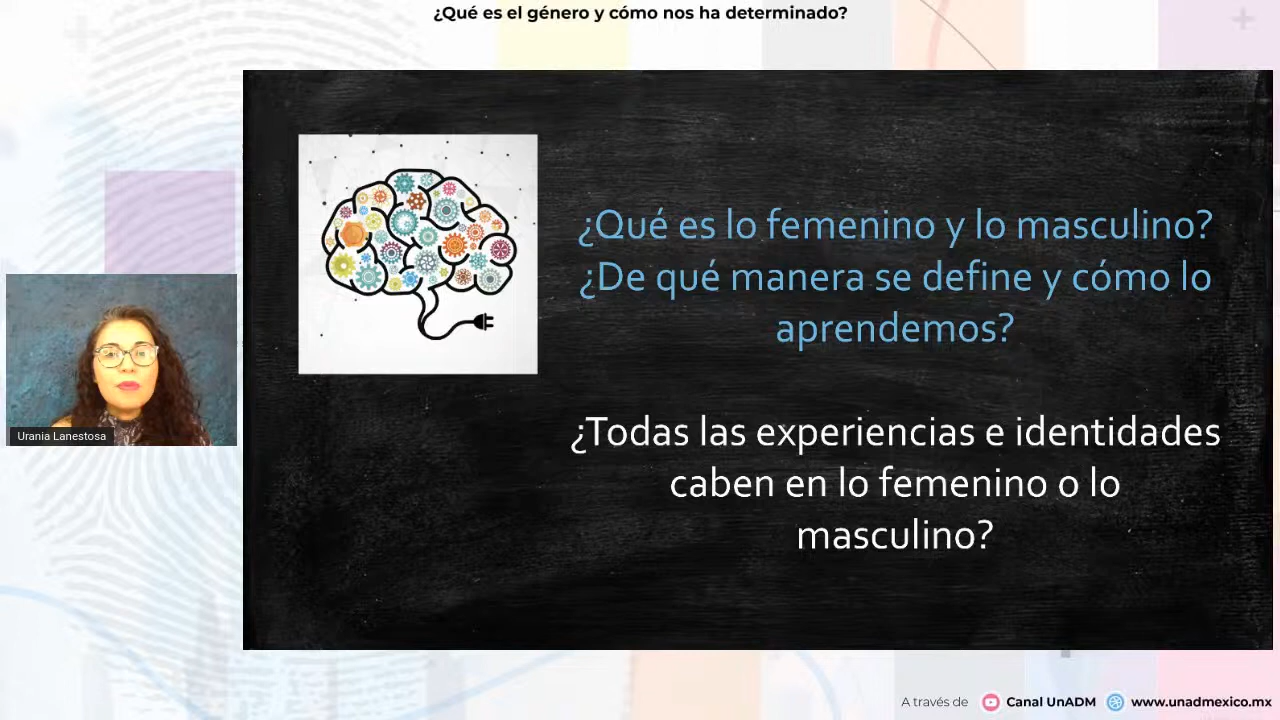 ¿Qué es el género y cómo nos ha determinado?
¿Qué es lo femenino y lo masculino?
¿De qué manera se define y cómo lo
aprendemos?
¿Todas las experiencias e identidades
caben en lo femenino o lo
masculino?
Urania Lanestosa
A través de Canal UnADM www.unadmexico.mx